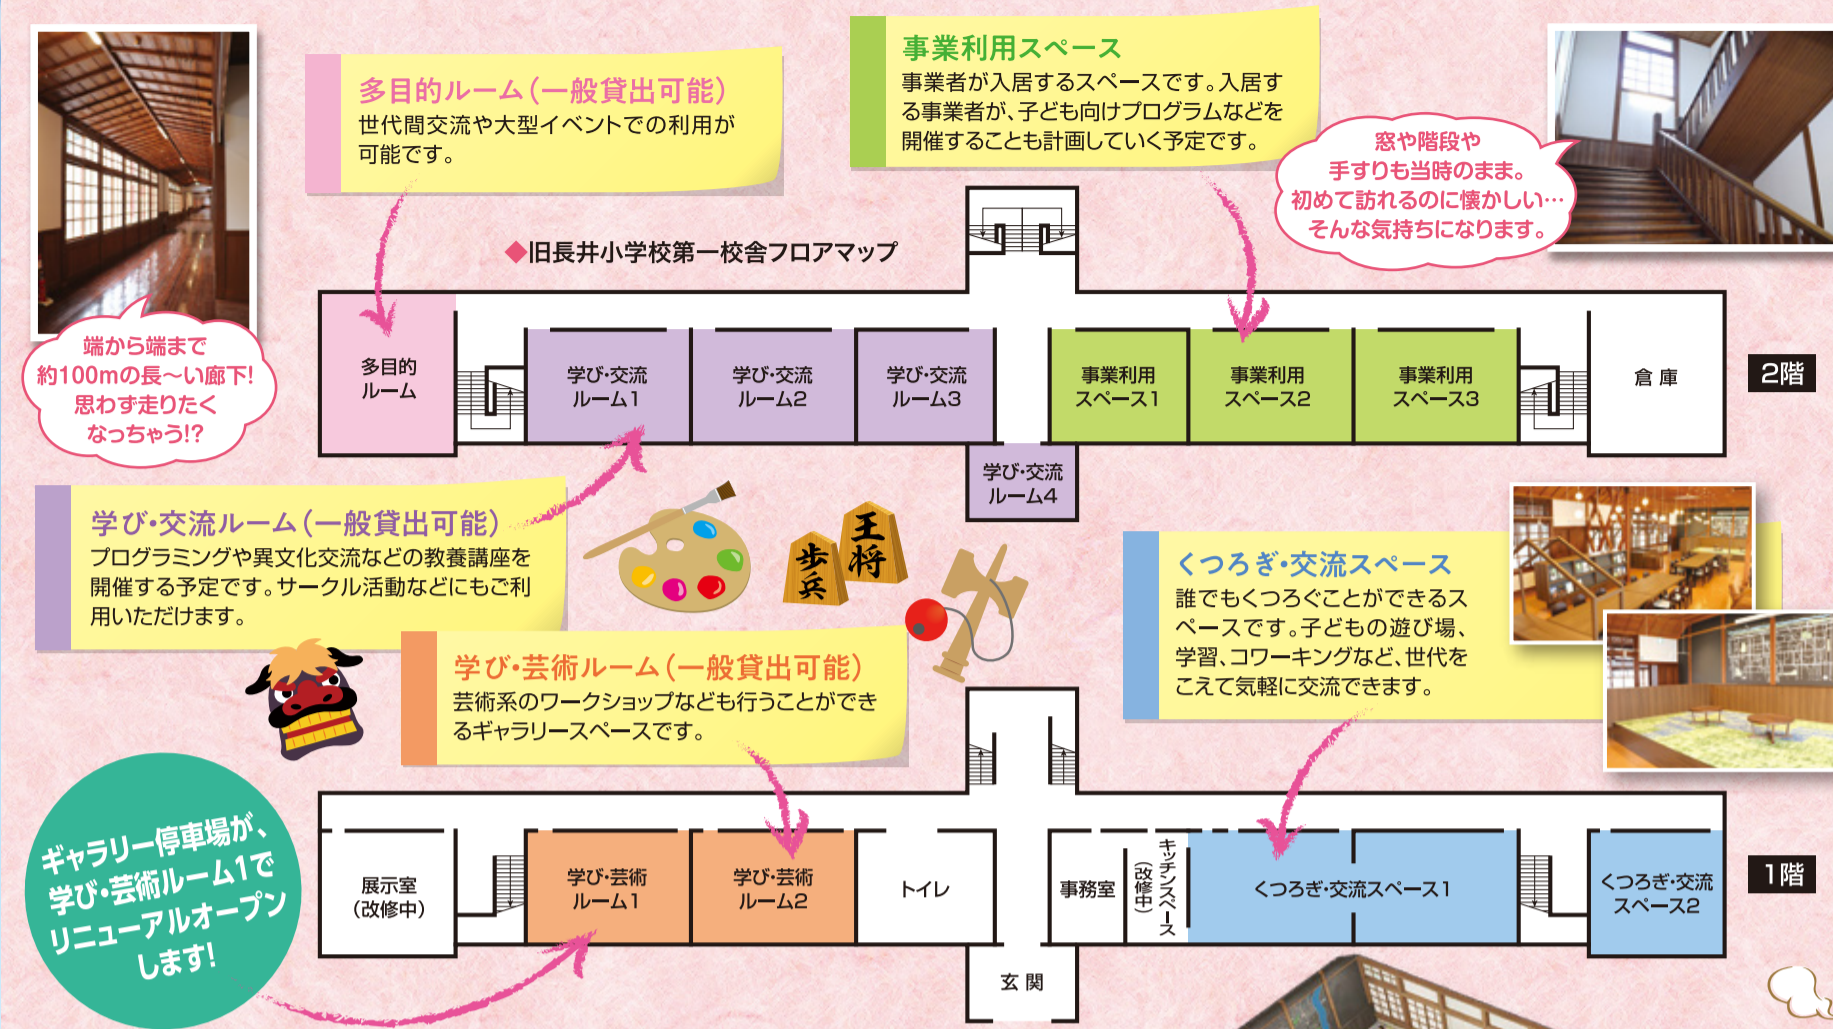 多目的ルーム（一般貸出可能）
世代間交流や大型イベントでの利用が
可能です。
事業利用スペース
事業者が入居するスペースです。入居す
る事業者が、子ども向けプログラムなどを
開催することも計画していく予定です。
窓や階段や
手すりも当時のまま。
初めて訪れるのに懐かしい…
そんな気持ちになります。
◆旧長井小学校第一校舎フロアマップ
端から端まで
約100mの長〜い廊下!
思わず走りたく
なっちゃう!?
多目的
ルーム
学び・交流
ルーム1
学び・交流
ルーム2
学び・交流
ルーム3
学び・交流
ルーム4
事業利用
スペース1
事業利用
スペース2
事業利用
スペース3
倉庫
2階
学び・交流ルーム（一般貸出可能）
プログラミングや異文化交流などの教養講座を
開催する予定です。サークル活動などにもご利
用いただけます。
王将
歩兵
くつろぎ・交流スペース
誰でもくつろぐことができるス
ペースです。子どもの遊び場、
学習、コワーキングなど、世代を
こえて気軽に交流できます。
学び・芸術ルーム（一般貸出可能）
芸術系のワークショップなども行うことができ
るギャラリースペースです。
ギャラリー停車場が、
学び・芸術ルーム1で
リニューアルオープン
します!
展示室
（改修中）
学び・芸術
ルーム1
学び・芸術
ルーム2
トイレ
玄関
事務室
キッチンスペース
（改修中）
くつろぎ・交流スペース1
くつろぎ・交流
スペース2
1階